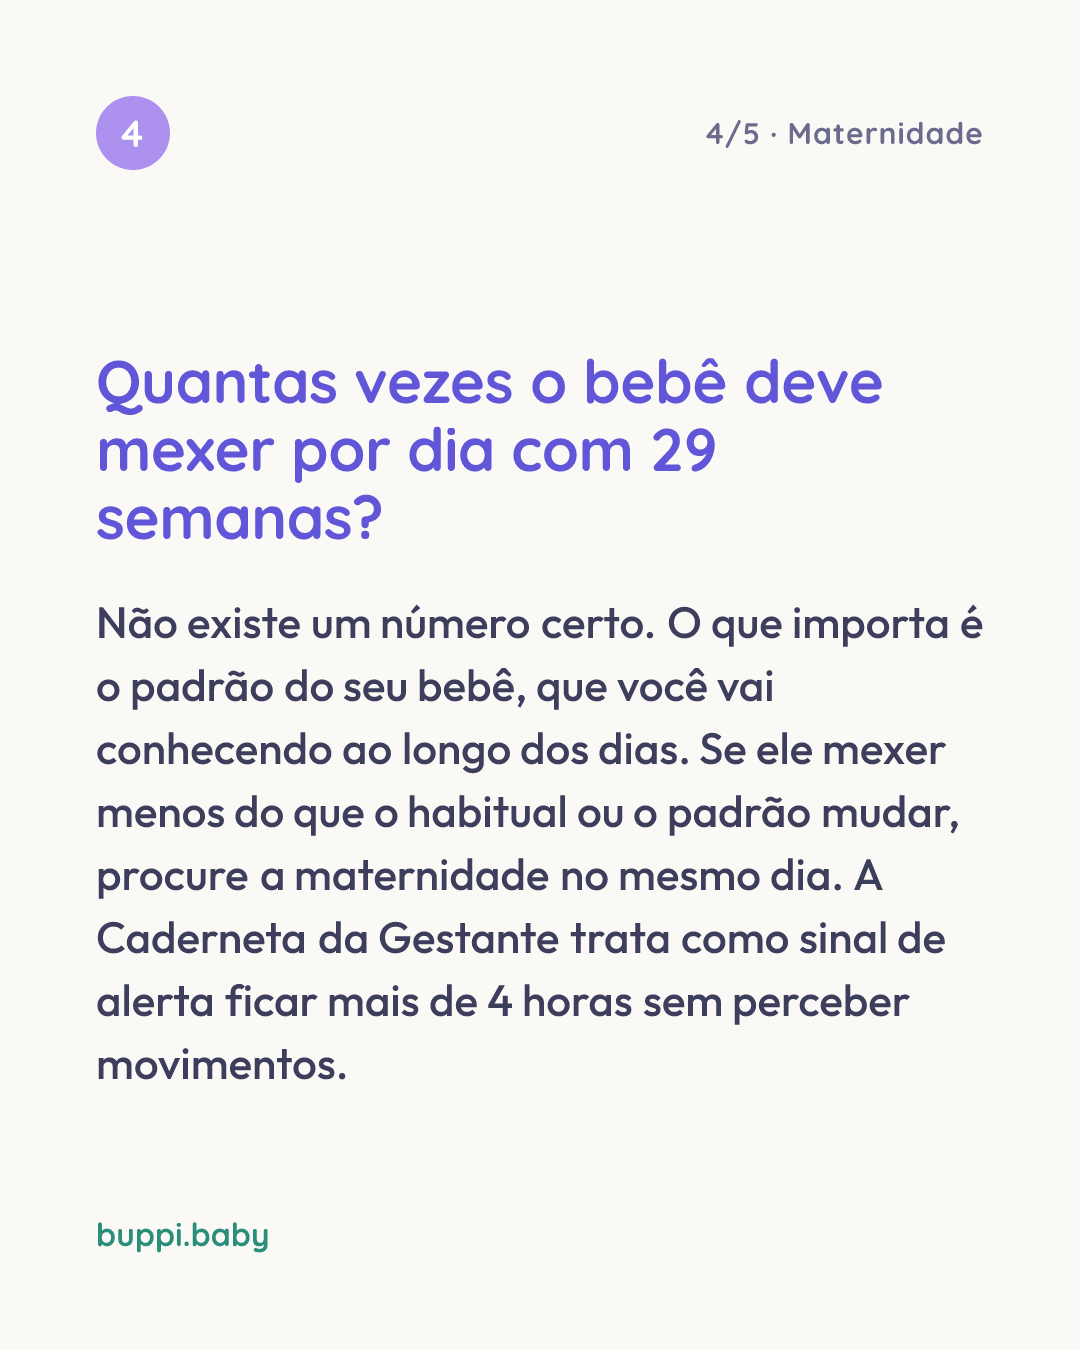 4
4/5 · Maternidade
Quantas vezes o bebê deve
mexer por dia com 29
semanas?
Não existe um número certo. O que importa é
o padrão do seu bebê, que você vai
conhecendo ao longo dos dias. Se ele mexer
menos do que o habitual ou o padrão mudar,
procure a maternidade no mesmo dia. A
Caderneta da Gestante trata como sinal de
alerta ficar mais de 4 horas sem perceber
movimentos.
buppi.baby